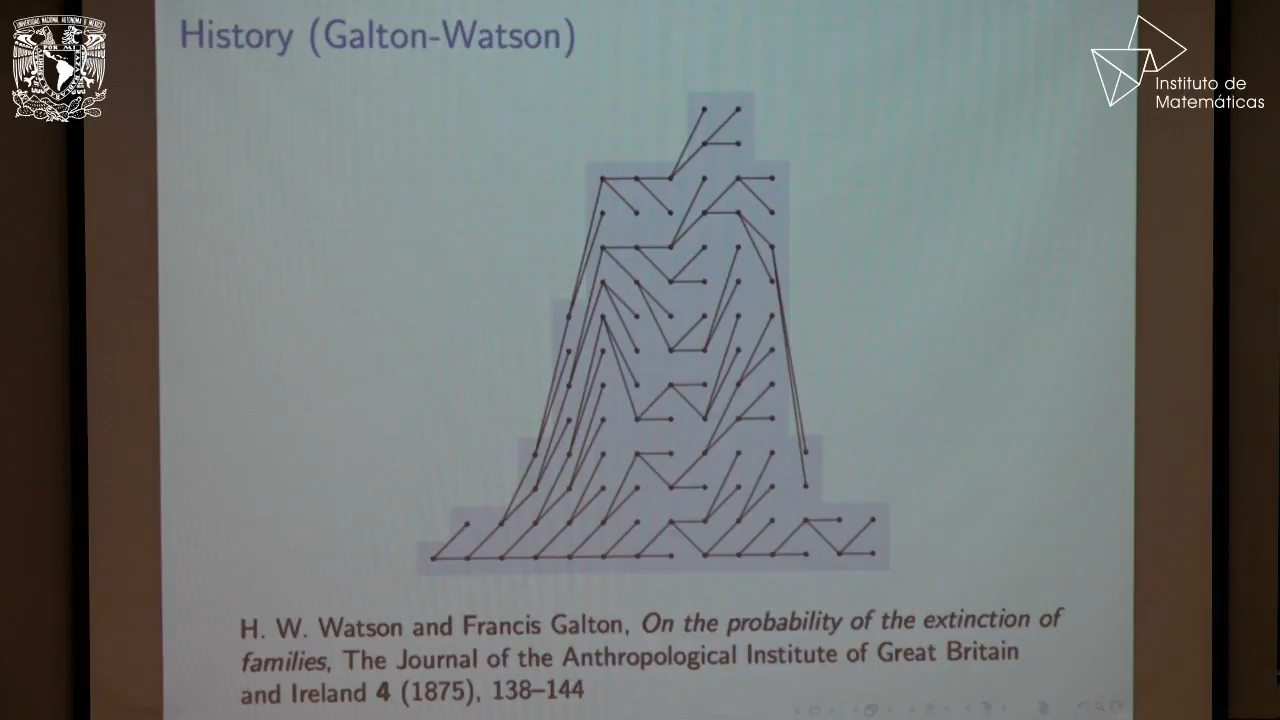 History (Galton-Watson)
Instituto de
Matemáticas
H. W. Watson and Francis Galton, On the probability of the extinction of
families, The Journal of the Anthropological Institute of Great Britain
and Ireland 4 (1875), 138–144